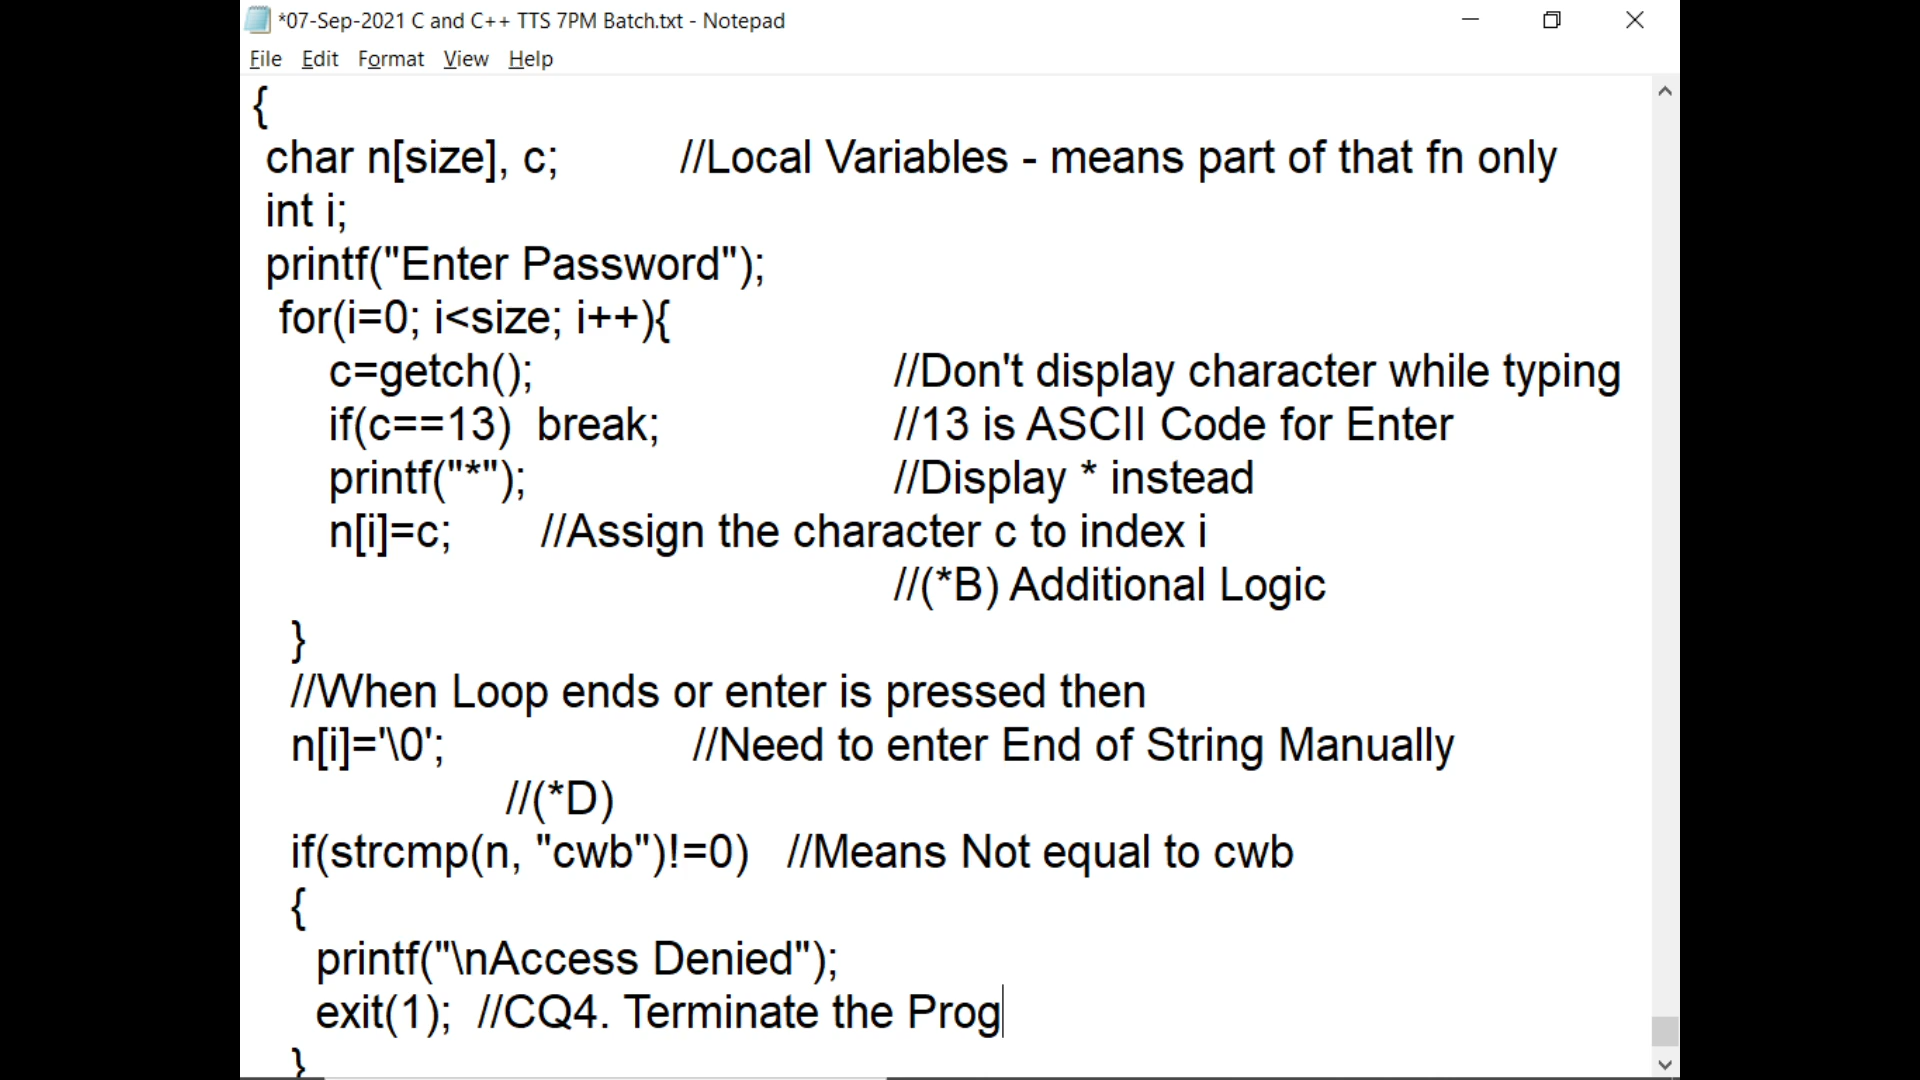 *07-Sep-2021 C and C++ TTS 7PM Batch.txt - Notepad
File Edit Format View Help
{
char n[size], c; //Local Variables - means part of that fn only
int i;
printf("Enter Password");
for(i=0; i<size; i++){
c=getch(); //Don't display character while typing
if(c==13) break; //13 is ASCII Code for Enter
printf("*"); //Display * instead
n[i]=c; //Assign the character c to index i
//(*B) Additional Logic
}
//When Loop ends or enter is pressed then
n[i]='\0'; //Need to enter End of String Manually
//(*D)
if(strcmp(n, "cwb")!=0) //Means Not equal to cwb
{
printf("\nAccess Denied");
exit(1); //CQ4. Terminate the Prog
}